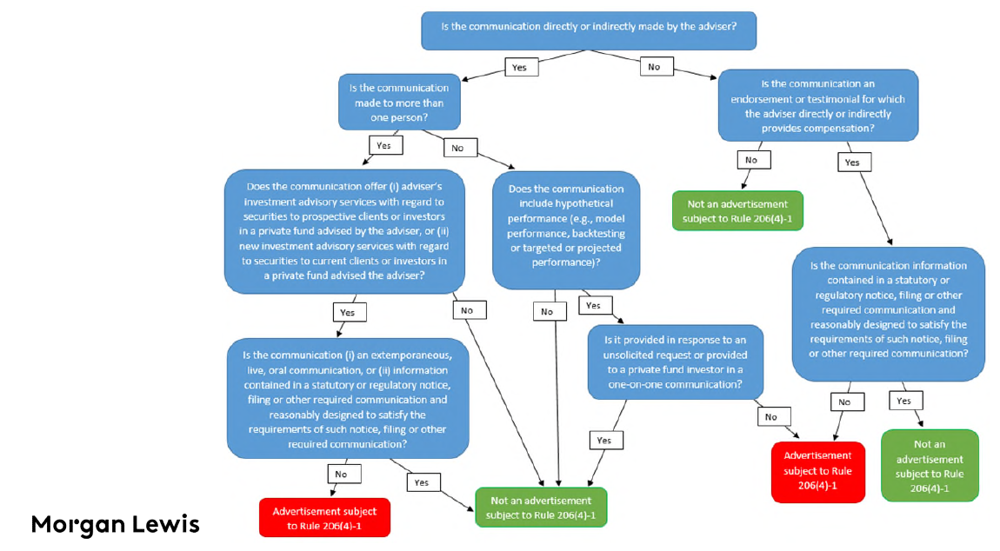 Is the communication directly or indirectly made by the adviser?
Yes
No
Is the communication
made to more than
one person?
Is the communication an
endorsement or testimonial for which
the adviser directly or indirectly
provides compensation?
Yes
No
No
Yes
Does the communication offer (i) adviser's
investment advisory services with regard to
securities to prospective clients or investors
in a private fund advised by the adviser, or (ii)
new investment advisory services with regard
to securities to current clients or investors in
a private fund advised the adviser?
Does the communication
include hypothetical
performance (e.g., model
performance, backtesting
or targeted or projected
performance)?
Not an advertisement
subject to Rule 206(4)-1
Is the communication information
contained in a statutory or
regulatory notice, filing or other
required communication and
reasonably designed to satisfy the
requirements of such notice, filing
or other required communication?
Yes
No
No
Yes
Is the communication (i) an extemporaneous,
live, oral communication, or (ii) information
contained in a statutory or regulatory notice,
filing or other required communication and
reasonably designed to satisfy the
requirements of such notice, filing or other
required communication?
Is it provided in response to an
unsolicited request or provided
to a private fund investor in a
one-on-one communication?
No
Yes
Yes
No
No
Yes
Advertisement subject
to Rule 206(4)-1
Not an advertisement
subject to Rule 206(4)-1
Advertisement
subject to Rule
206(4)-1
Not an
advertisement
subject to Rule
206(4)-1
Morgan Lewis